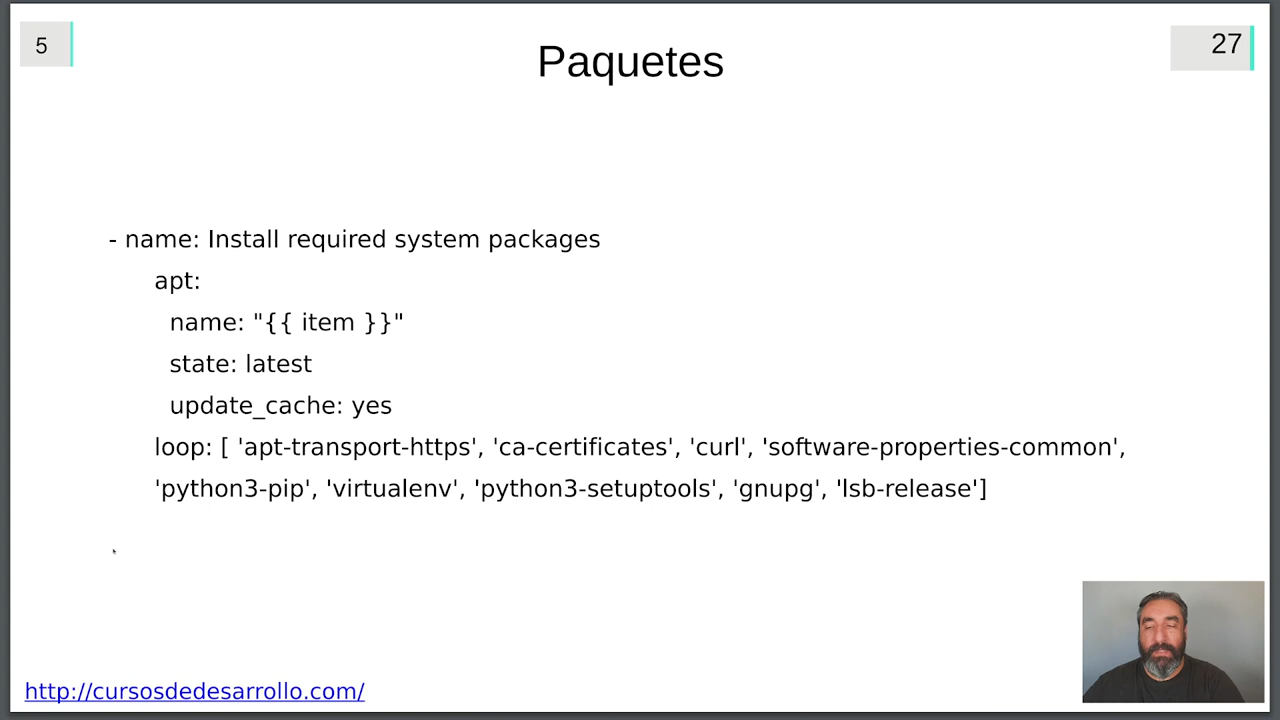 5
Paquetes
27
- name: Install required system packages
apt:
name: "{{ item }}"
state: latest
update_cache: yes
loop: [ 'apt-transport-https', 'ca-certificates', 'curl', 'software-properties-common',
'python3-pip', 'virtualenv', 'python3-setuptools', 'gnupg', 'lsb-release']
http://cursosdedesarrollo.com/